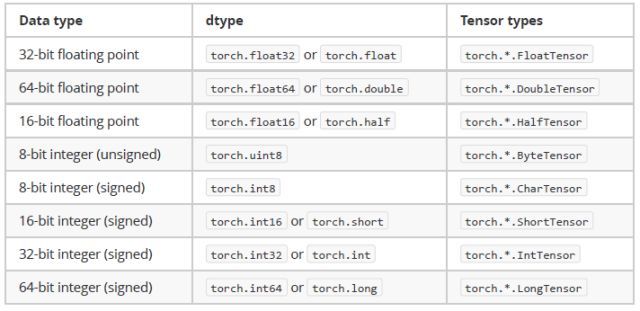 Data type dtype Tensor types
32-bit floating point torch.float32 or torch.float torch.*.FloatTensor
64-bit floating point torch.float64 or torch.double torch.*.DoubleTensor
16-bit floating point torch.float16 or torch.half torch.*.HalfTensor
8-bit integer (unsigned) torch.uint8 torch.*.ByteTensor
8-bit integer (signed) torch.int8 torch.*.CharTensor
16-bit integer (signed) torch.int16 or torch.short torch.*.ShortTensor
32-bit integer (signed) torch.int32 or torch.int torch.*.IntTensor
64-bit integer (signed) torch.int64 or torch.long torch.*.LongTensor